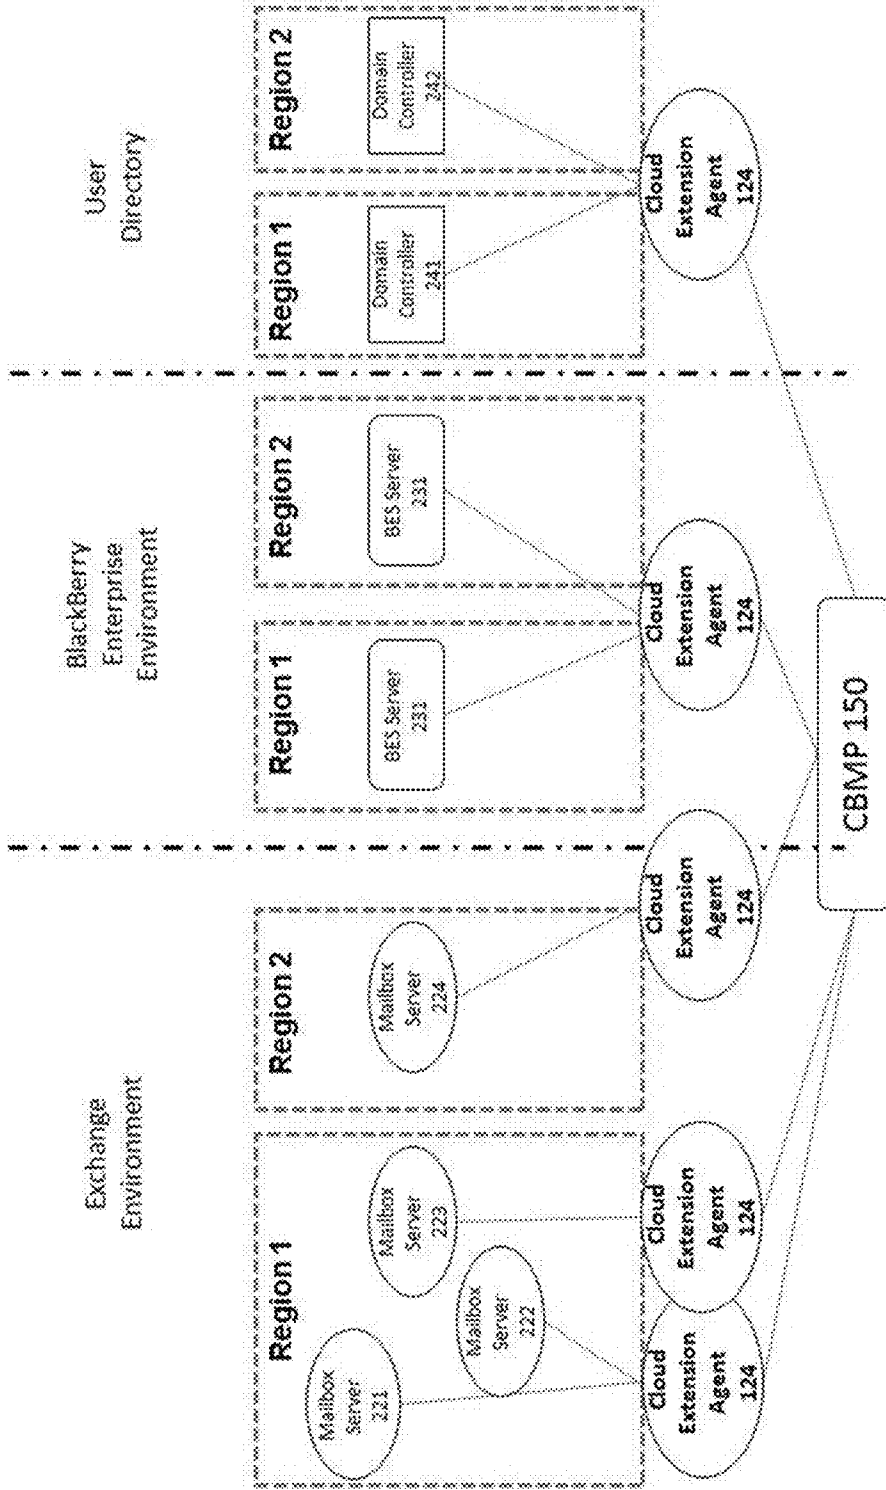 Exchange
Environment
Region 1
Mailbox
Server
221
Mailbox
Server
222
Mailbox
Server
223
Cloud
Extension
Agent
124
Cloud
Extension
Agent
124
Region 2
Mailbox
Server
224
Cloud
Extension
Agent
124
BlackBerry
Enterprise
Environment
Region 1
BES Server
231
Region 2
BES Server
231
Cloud
Extension
Agent
124
User
Directory
Region 1
Domain
Controller
241
Region 2
Domain
Controller
242
Cloud
Extension
Agent
124
CBMP 150